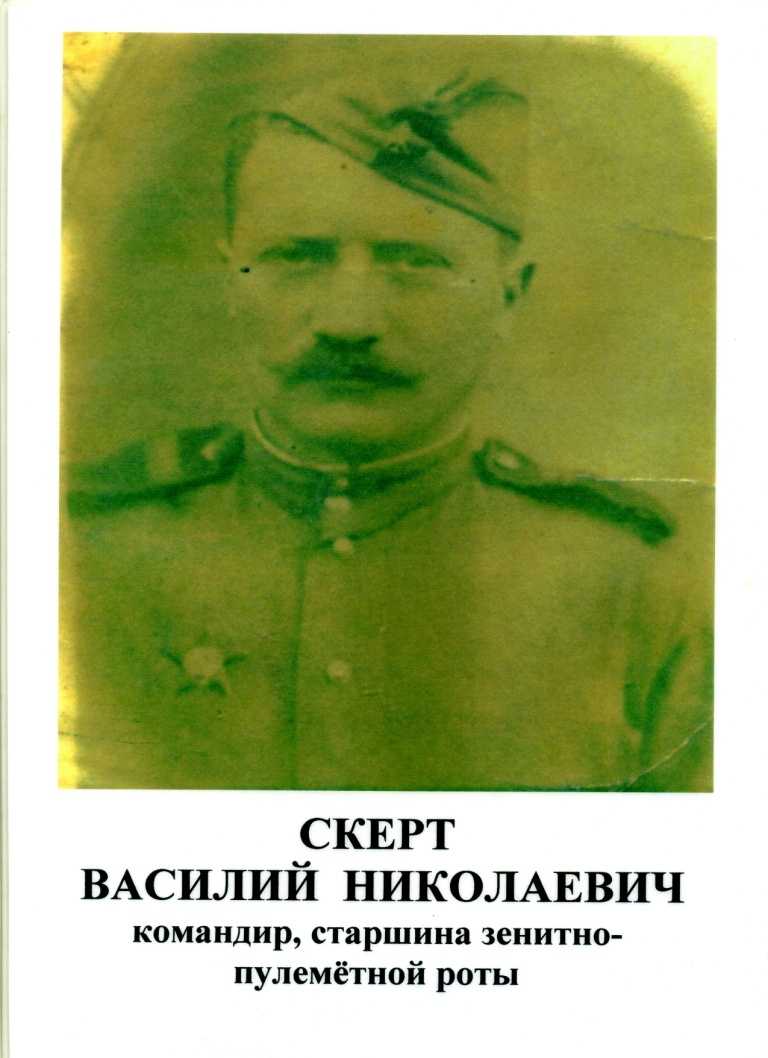 СКЕРТ
ВАСИЛИЙ НИКОЛАЕВИЧ
командир, старшина зенитно-
пулемётной роты